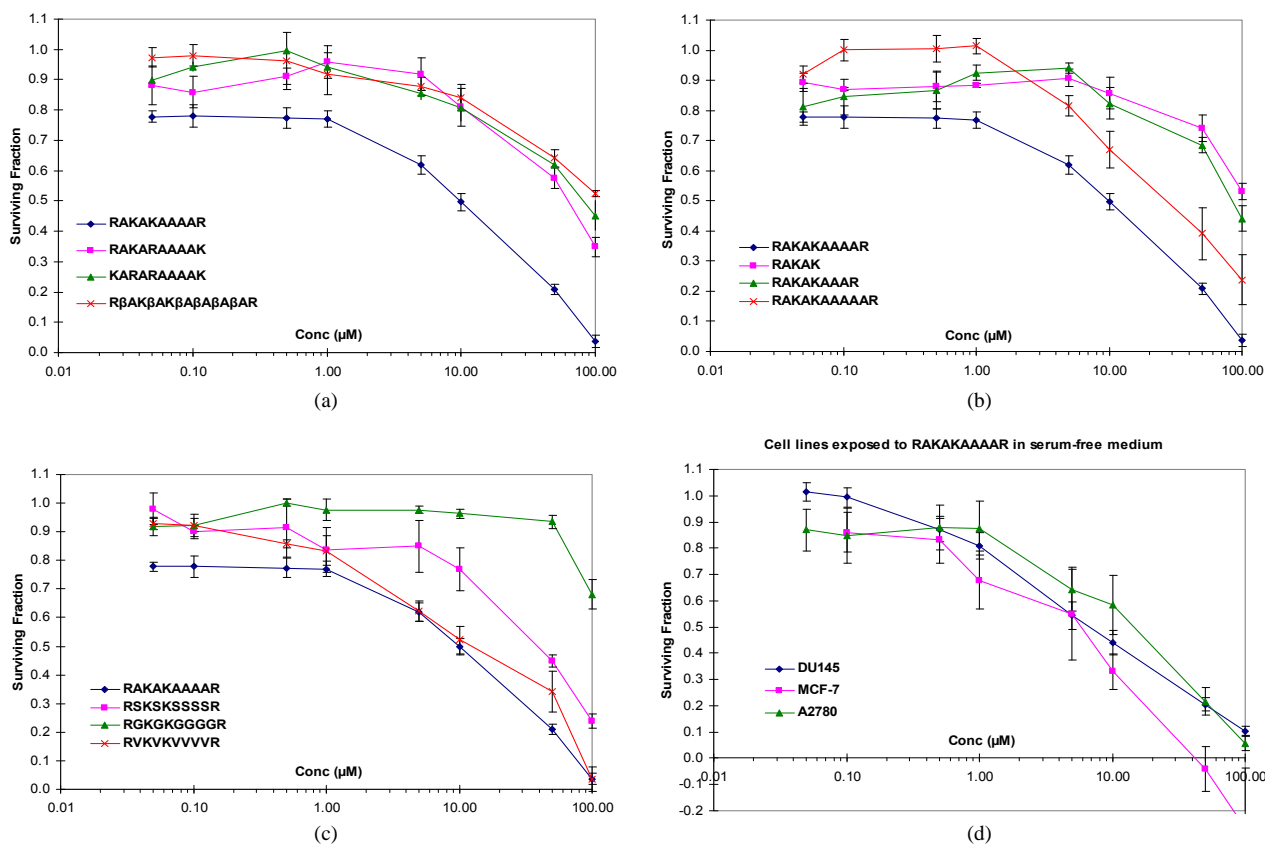 1.1
1.0
0.9
0.8
0.7
0.6
0.5
0.4
0.3
0.2
0.1
0.0
Surviving Fraction
RAKAKAAAAR
RAKARAAAAK
KARARAAAAK
RβAKβAKβAβAβAβAR
Conc (µM)
0.01 0.10 1.00 10.00 100.00
(a)
1.1
1.0
0.9
0.8
0.7
0.6
0.5
0.4
0.3
0.2
0.1
0.0
Surviving Fraction
RAKAKAAAAR
RAKAK
RAKAKAAAR
RAKAKAAAAAR
Conc (µM)
0.01 0.10 1.00 10.00 100.00
(b)
1.1
1.0
0.9
0.8
0.7
0.6
0.5
0.4
0.3
0.2
0.1
0.0
Surviving Fraction
RAKAKAAAAR
RSKSKSSSSR
RGKGKGGGGR
RVKVKVVVVR
Conc (µM)
0.01 0.10 1.00 10.00 100.00
(c)
Cell lines exposed to RAKAKAAAAR in serum-free medium
1.1
1.0
0.9
0.8
0.7
0.6
0.5
0.4
0.3
0.2
0.1
0.0
-0.1
-0.2
Surviving Fraction
DU145
MCF-7
A2780
Conc (µM)
0.01 0.10 1.00 10.00 100.00
(d)